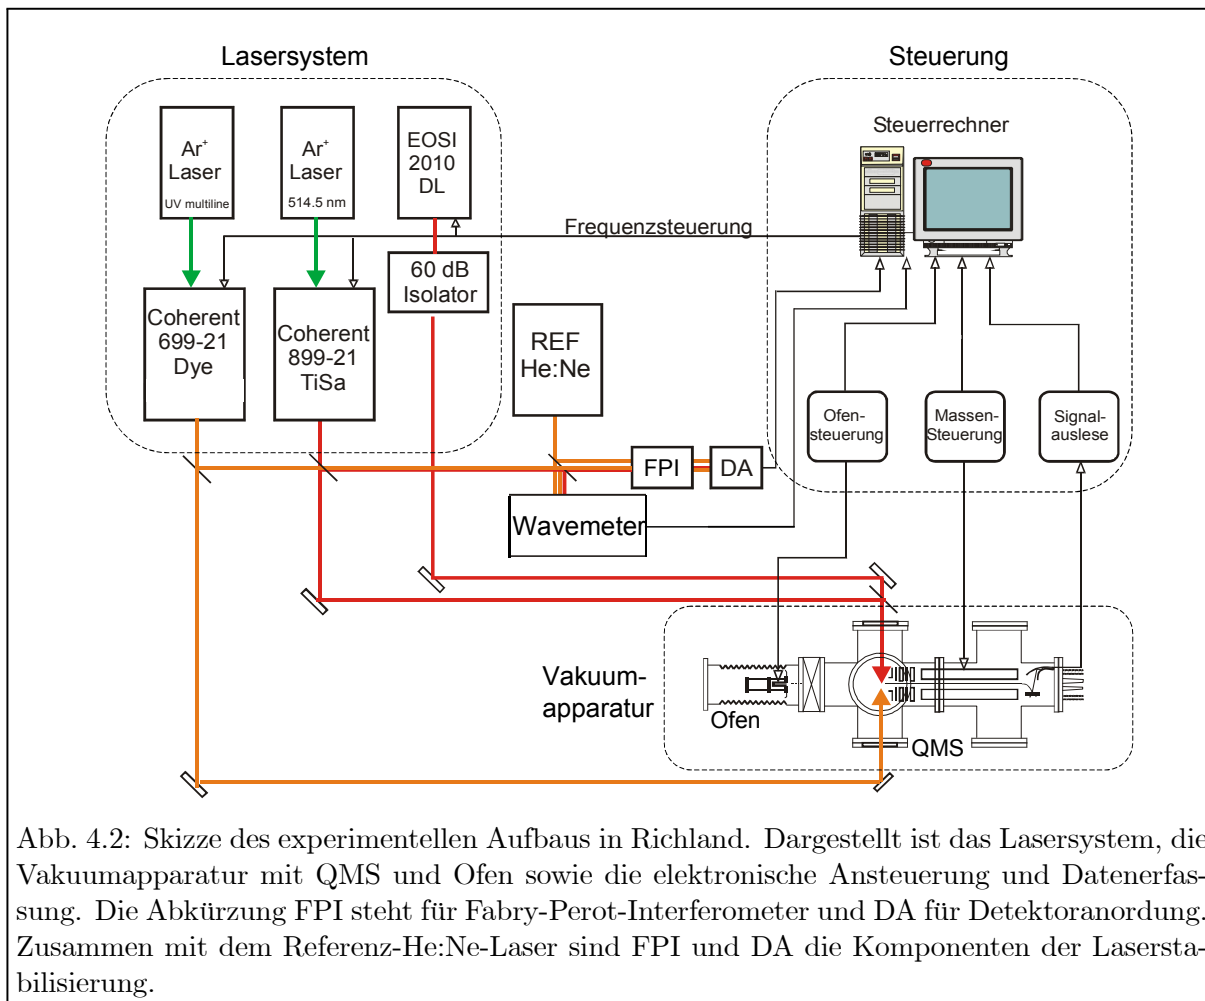 Lasersystem
Steuerung
Ar+
Laser
UV multiline
Ar+
Laser
514.5 nm
EOSI
2010
DL
Steuerrechner
Frequenzsteuerung
60 dB
Isolator
Coherent
699-21
Dye
Coherent
899-21
TiSa
REF
He:Ne
Ofen-
steuerung
Massen-
Steuerung
Signal-
auslese
FPI
DA
Wavemeter
Vakuum-
apparatur
Ofen
QMS
Abb. 4.2: Skizze des experimentellen Aufbaus in Richland. Dargestellt ist das Lasersystem, die
Vakuumapparatur mit QMS und Ofen sowie die elektronische Ansteuerung und Datenerfas-
sung. Die Abkürzung FPI steht für Fabry-Perot-Interferometer und DA für Detektoranordung.
Zusammen mit dem Referenz-He:Ne-Laser sind FPI und DA die Komponenten der Lasersta-
bilisierung.